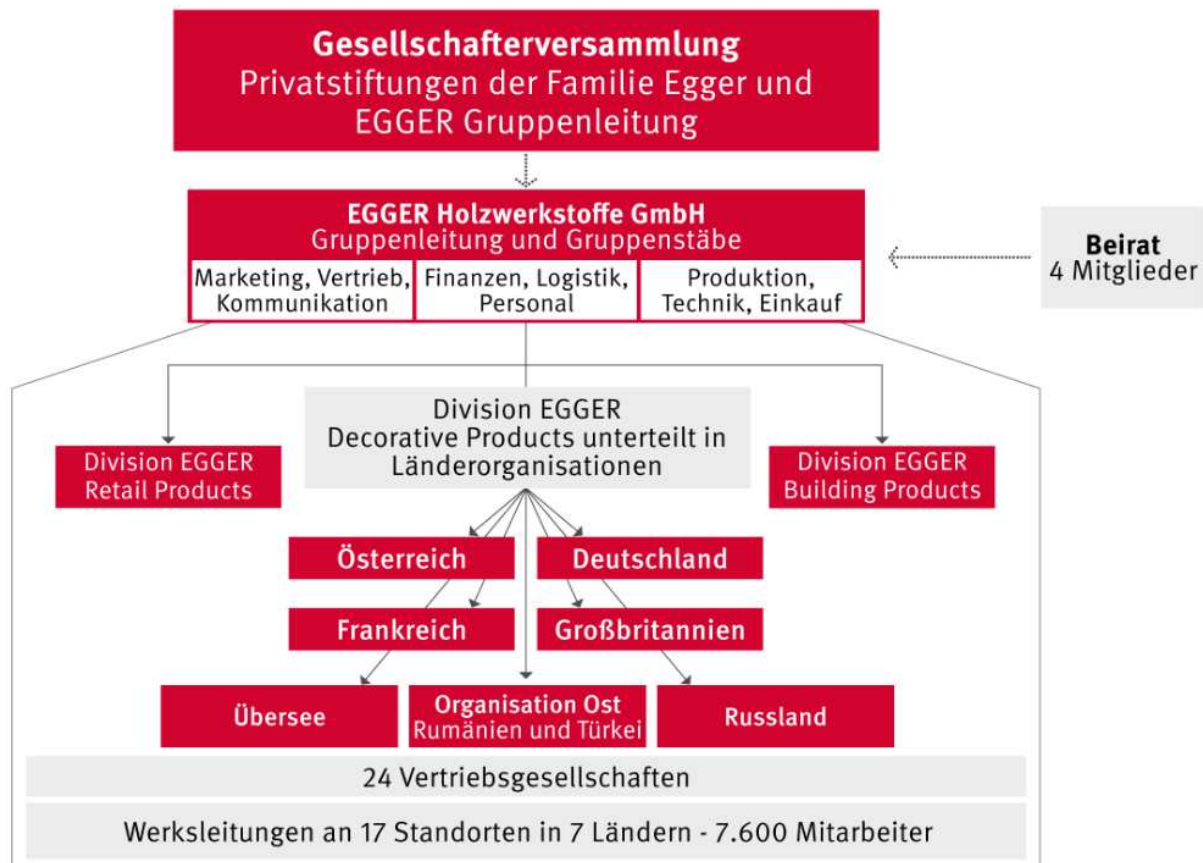 Gesellschafterversammlung
Privatstiftungen der Familie Egger und
EGGER Gruppenleitung
EGGER Holzwerkstoffe GmbH
Gruppenleitung und Gruppenstäbe
Marketing, Vertrieb,
Kommunikation
Finanzen, Logistik,
Personal
Produktion,
Technik, Einkauf
Beirat
4 Mitglieder
Division EGGER
Retail Products
Division EGGER
Decorative Products unterteilt in
Länderorganisationen
Division EGGER
Building Products
Österreich
Deutschland
Frankreich
Großbritannien
Übersee
Organisation Ost
Rumänien und Türkei
Russland
24 Vertriebsgesellschaften
Werksleitungen an 17 Standorten in 7 Ländern - 7.600 Mitarbeiter